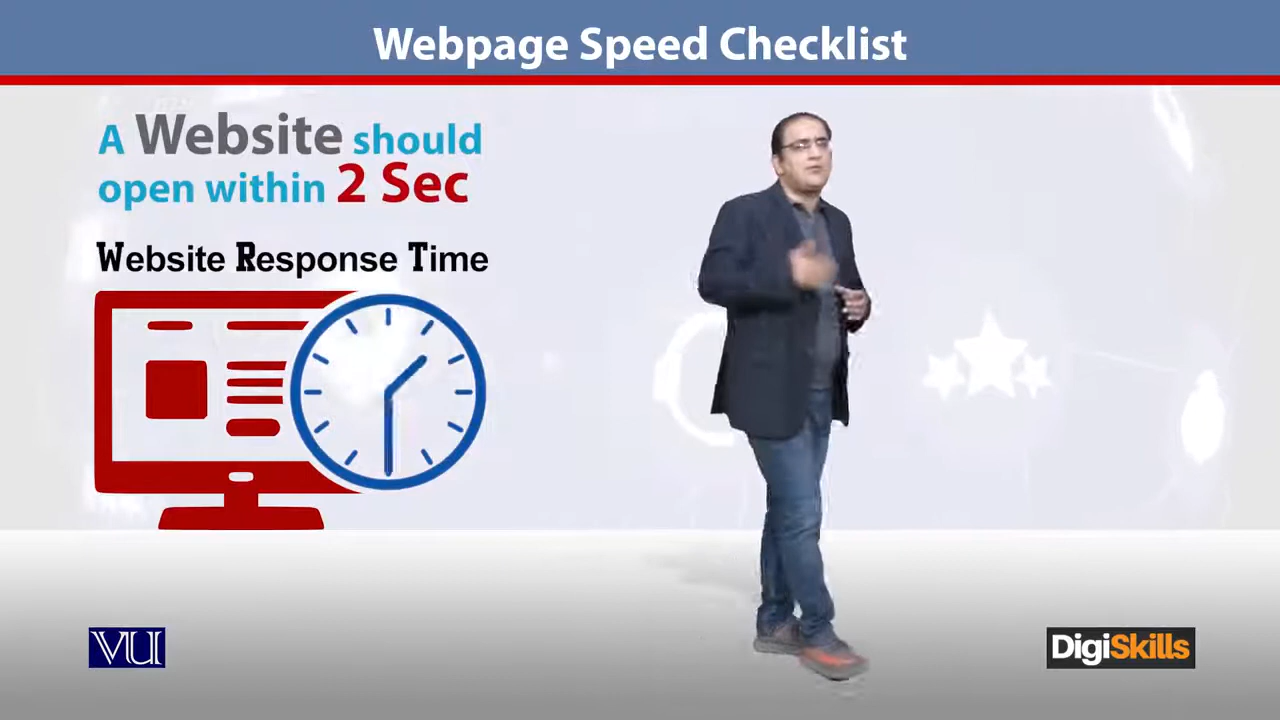 Webpage Speed Checklist
A Website should
open within 2 Sec
Website Response Time
VU
DigiSkills